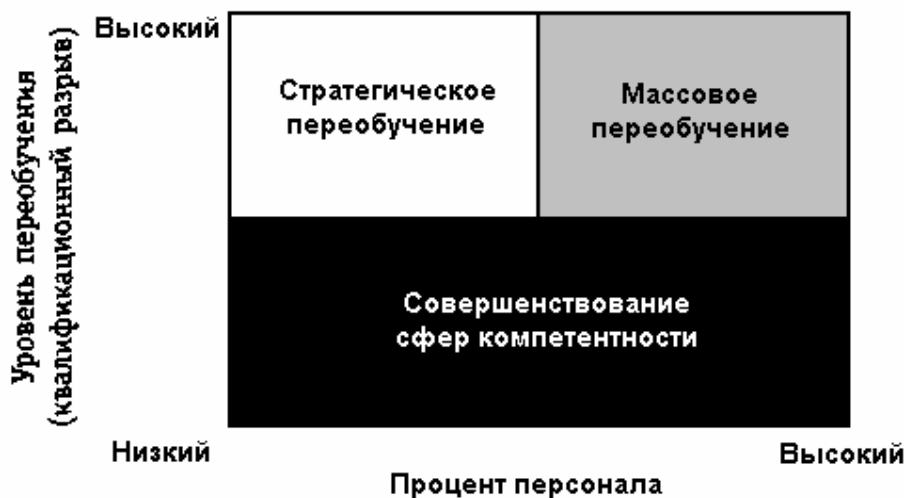 Высокий
Уровень переобучения
(квалификационный разрыв)
Стратегическое
переобучение
Массовое
переобучение
Совершенствование
сфер компетентности
Низкий
Высокий
Процент персонала